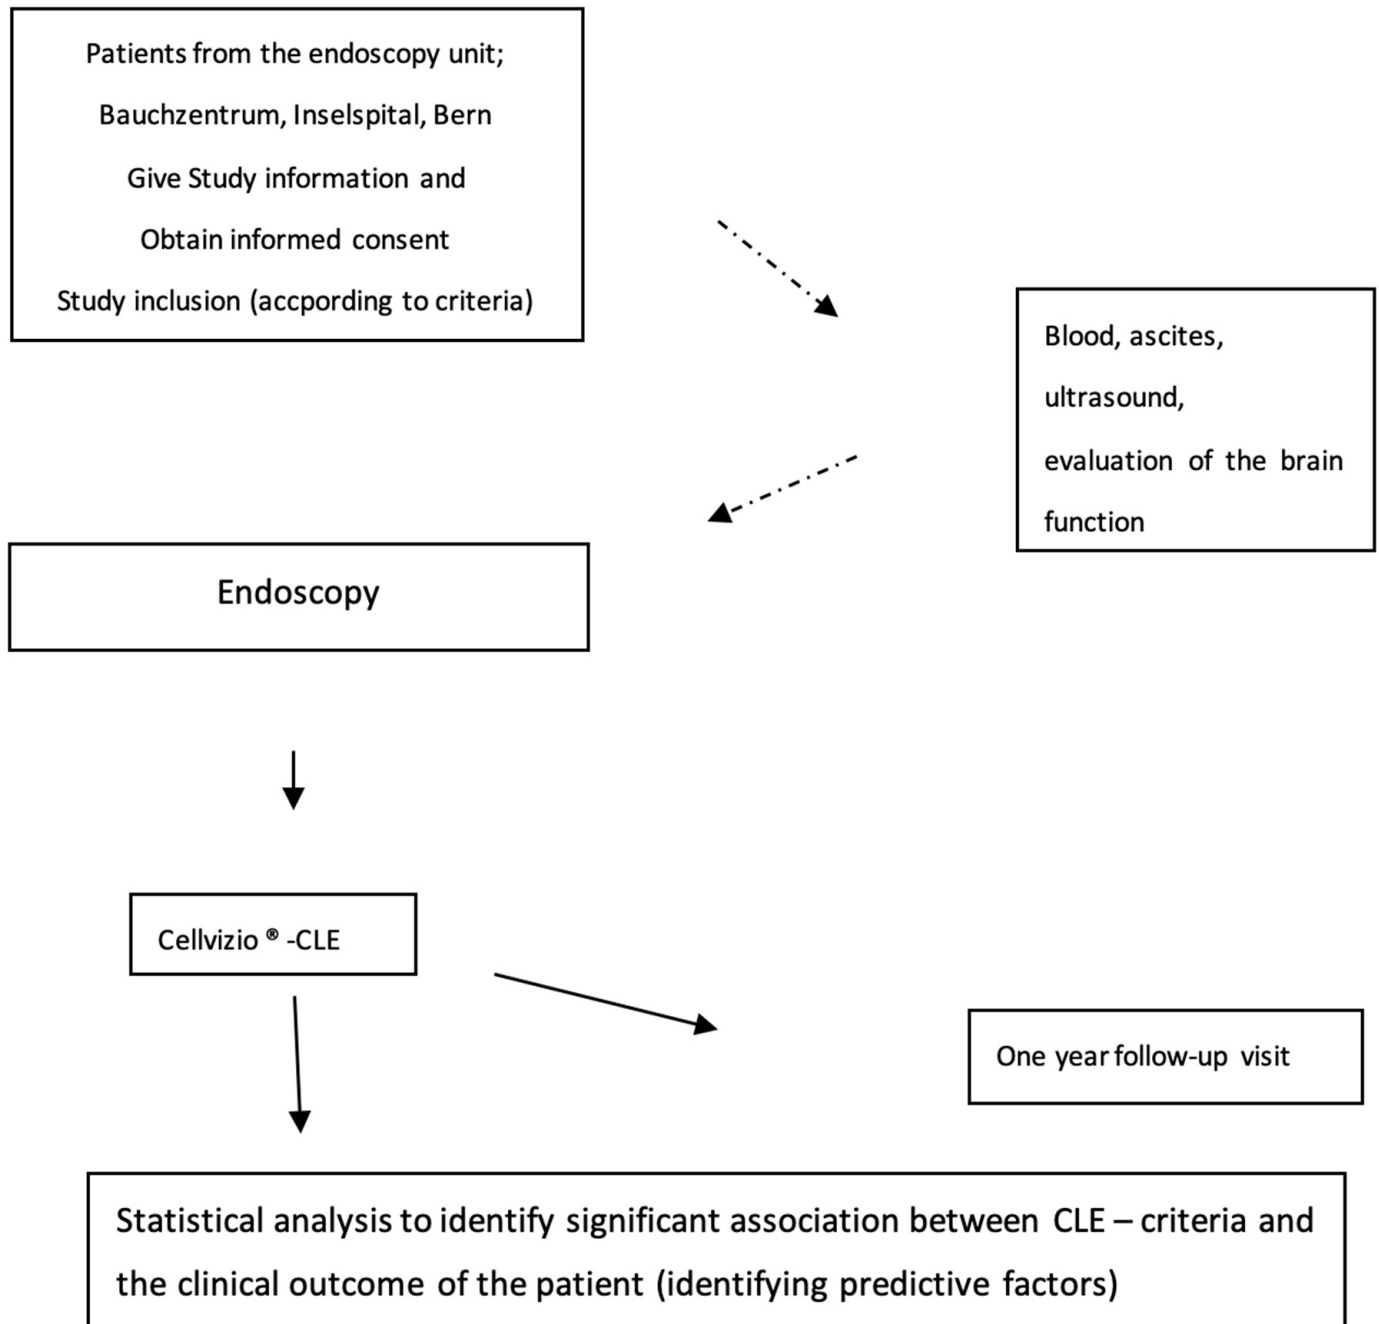 Patients from the endoscopy unit;
Bauchzentrum, Inselspital, Bern
Give Study information and
Obtain informed consent
Study inclusion (accpording to criteria)
Blood, ascites,
ultrasound,
evaluation of the brain
function
Endoscopy
Cellvizio ® -CLE
One year follow-up visit
Statistical analysis to identify significant association between CLE – criteria and
the clinical outcome of the patient (identifying predictive factors)